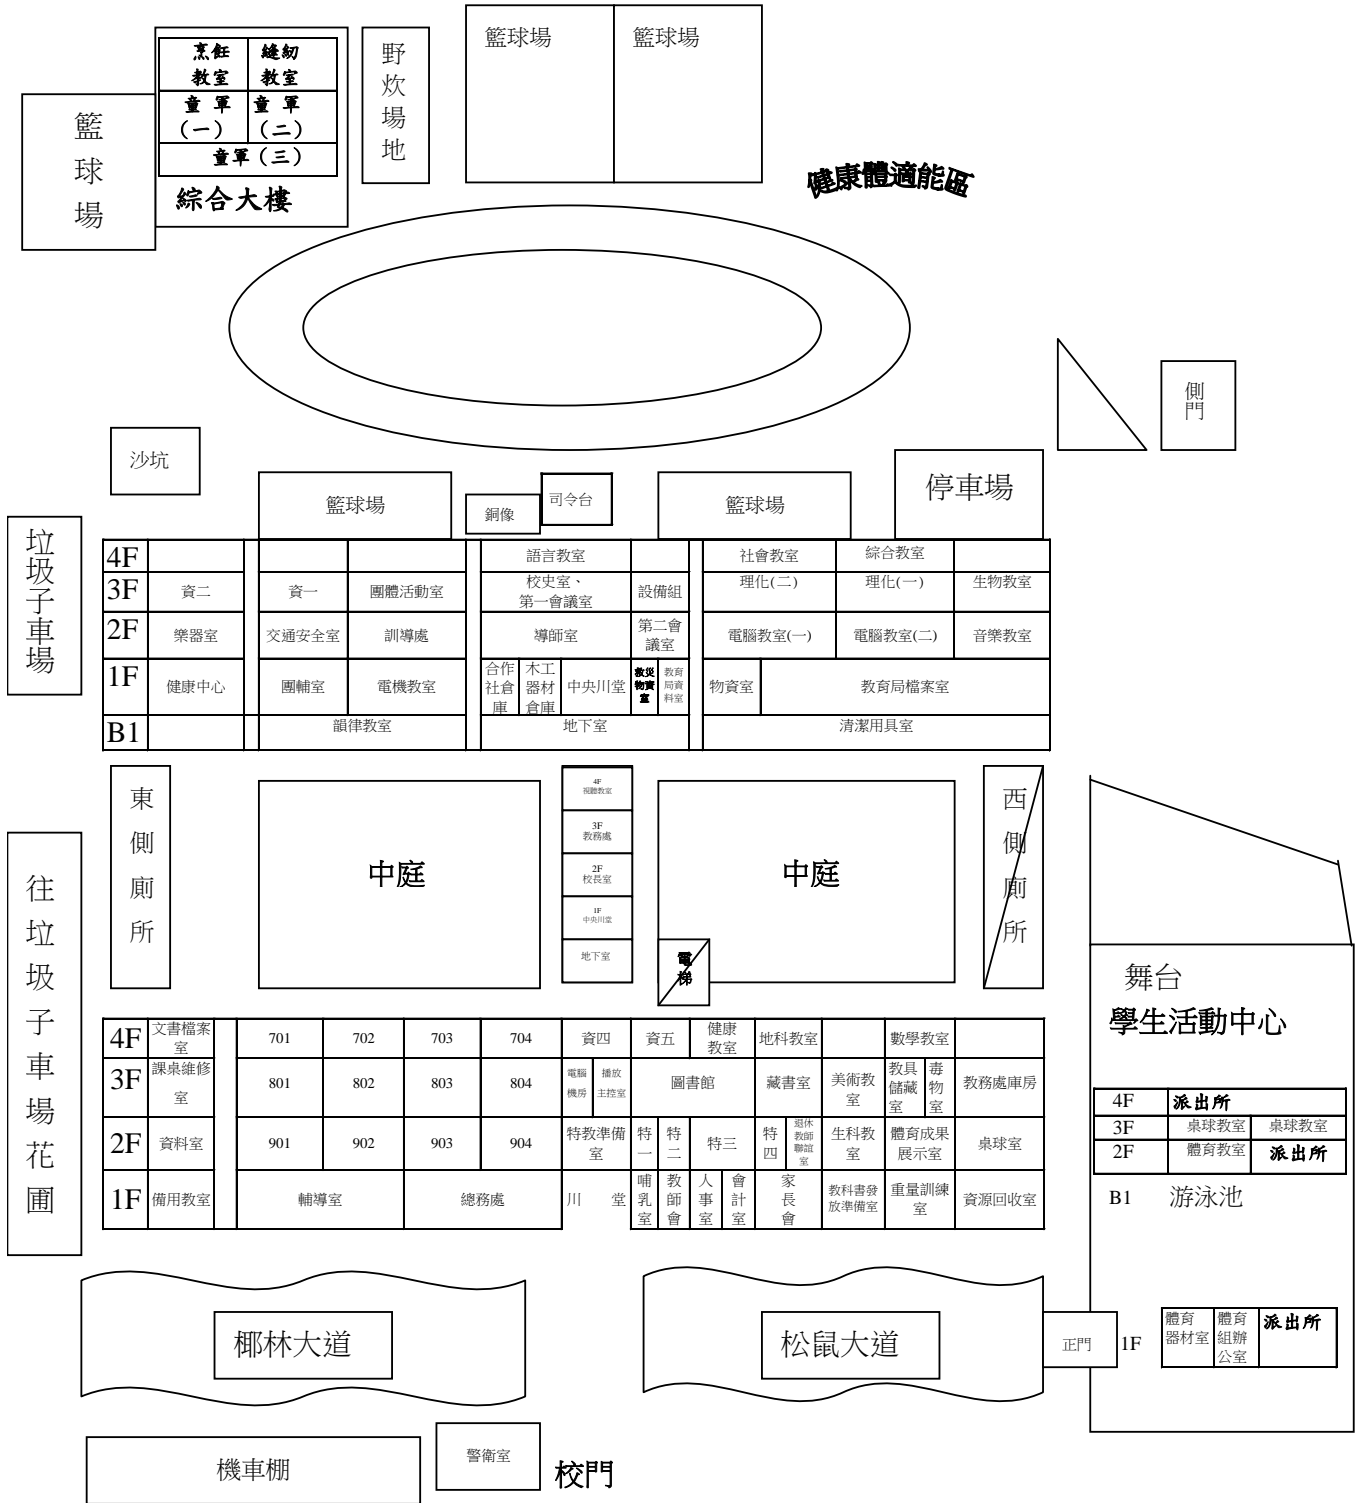 籃球場
籃球場
烹飪
教室
縫紉
教室
童 軍
（一）
童 軍
（二）
童軍（三）
綜合大樓
野
炊
場
地
籃
球
場
健康體適能區
側
門
沙坑
停車場
籃球場
銅像
司令台
籃球場
垃
圾
子
車
場
4F
語言教室
社會教室
綜合教室
3F
資二
資一
團體活動室
校史室、
第一會議室
設備組
理化(二)
理化(一)
生物教室
2F
樂器室
交通安全室
訓導處
導師室
第二會
議室
電腦教室(一)
電腦教室(二)
音樂教室
1F
健康中心
團輔室
電機教室
合作
社倉
庫
木工
器材
倉庫
中央川堂
救災
物資
室
教育
局資
料室
物資室
教育局檔案室
B1
韻律教室
地下室
清潔用具室
東
側
廁
所
中庭
4F
視聽教室
3F
教務處
2F
校長室
1F
中央川堂
地下室
中庭
電
梯
西
側
廁
所
往
垃
圾
子
車
場
花
圃
4F
文書檔案
室
701
702
703
704
資四
資五
健康
教室
地科教室
數學教室
3F
課桌維修
室
801
802
803
804
電腦
機房
播放
主控室
圖書館
藏書室
美術教
室
教具
儲藏
室
毒
物
室
教務處庫房
2F
資料室
901
902
903
904
特教準備
室
特
一
特
二
特三
特
四
退休
教師
聯誼
室
生科教
室
體育成果
展示室
桌球室
1F
備用教室
輔導室
總務處
川 堂
哺
乳
室
教
師
會
人
事
室
會
計
室
家
長
會
教科書發
放準備室
重量訓練
室
資源回收室
舞台
學生活動中心
4F
派出所
3F
桌球教室
桌球教室
2F
體育教室
派出所
B1
游泳池
1F
體育
器材室
體育
組辦
公室
派出所
椰林大道
松鼠大道
正門
機車棚
警衛室
校門